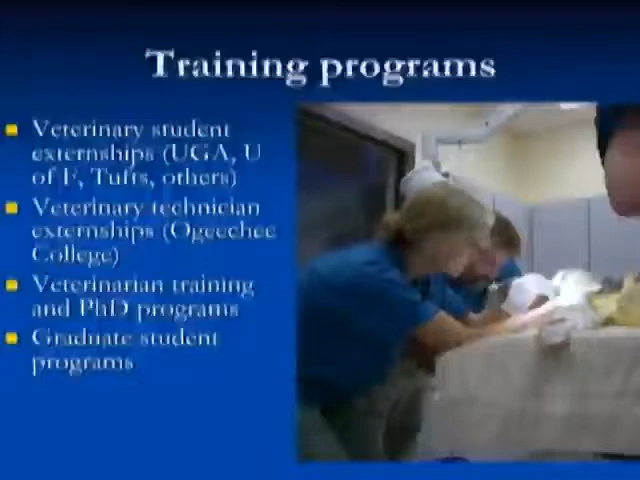 Training programs
Veterinary student
externships (UGA, U
of F, Tufts, others)
Veterinary technician
externships (Ogeechee
College)
Veterinarian training
and PhD programs
Graduate student
programs